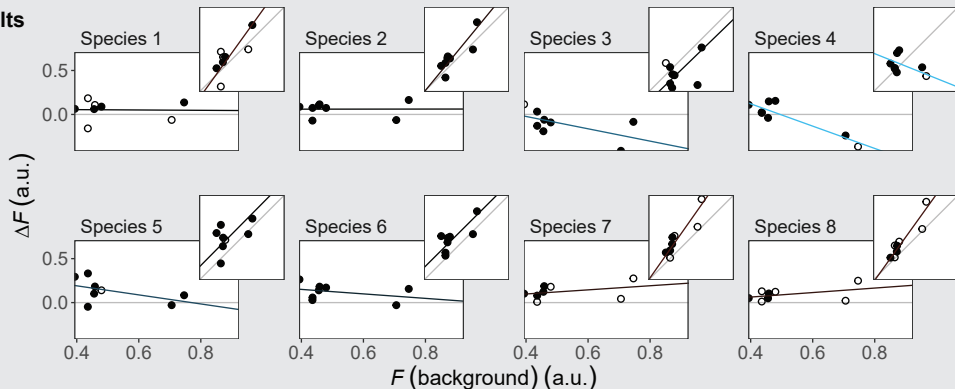 lts
Species 1
Species 2
Species 3
Species 4
0.5
0.0
ΔF (a.u.)
Species 5
Species 6
Species 7
Species 8
0.5
0.0
0.4 0.6 0.8 0.4 0.6 0.8 0.4 0.6 0.8 0.4 0.6 0.8
F (background) (a.u.)